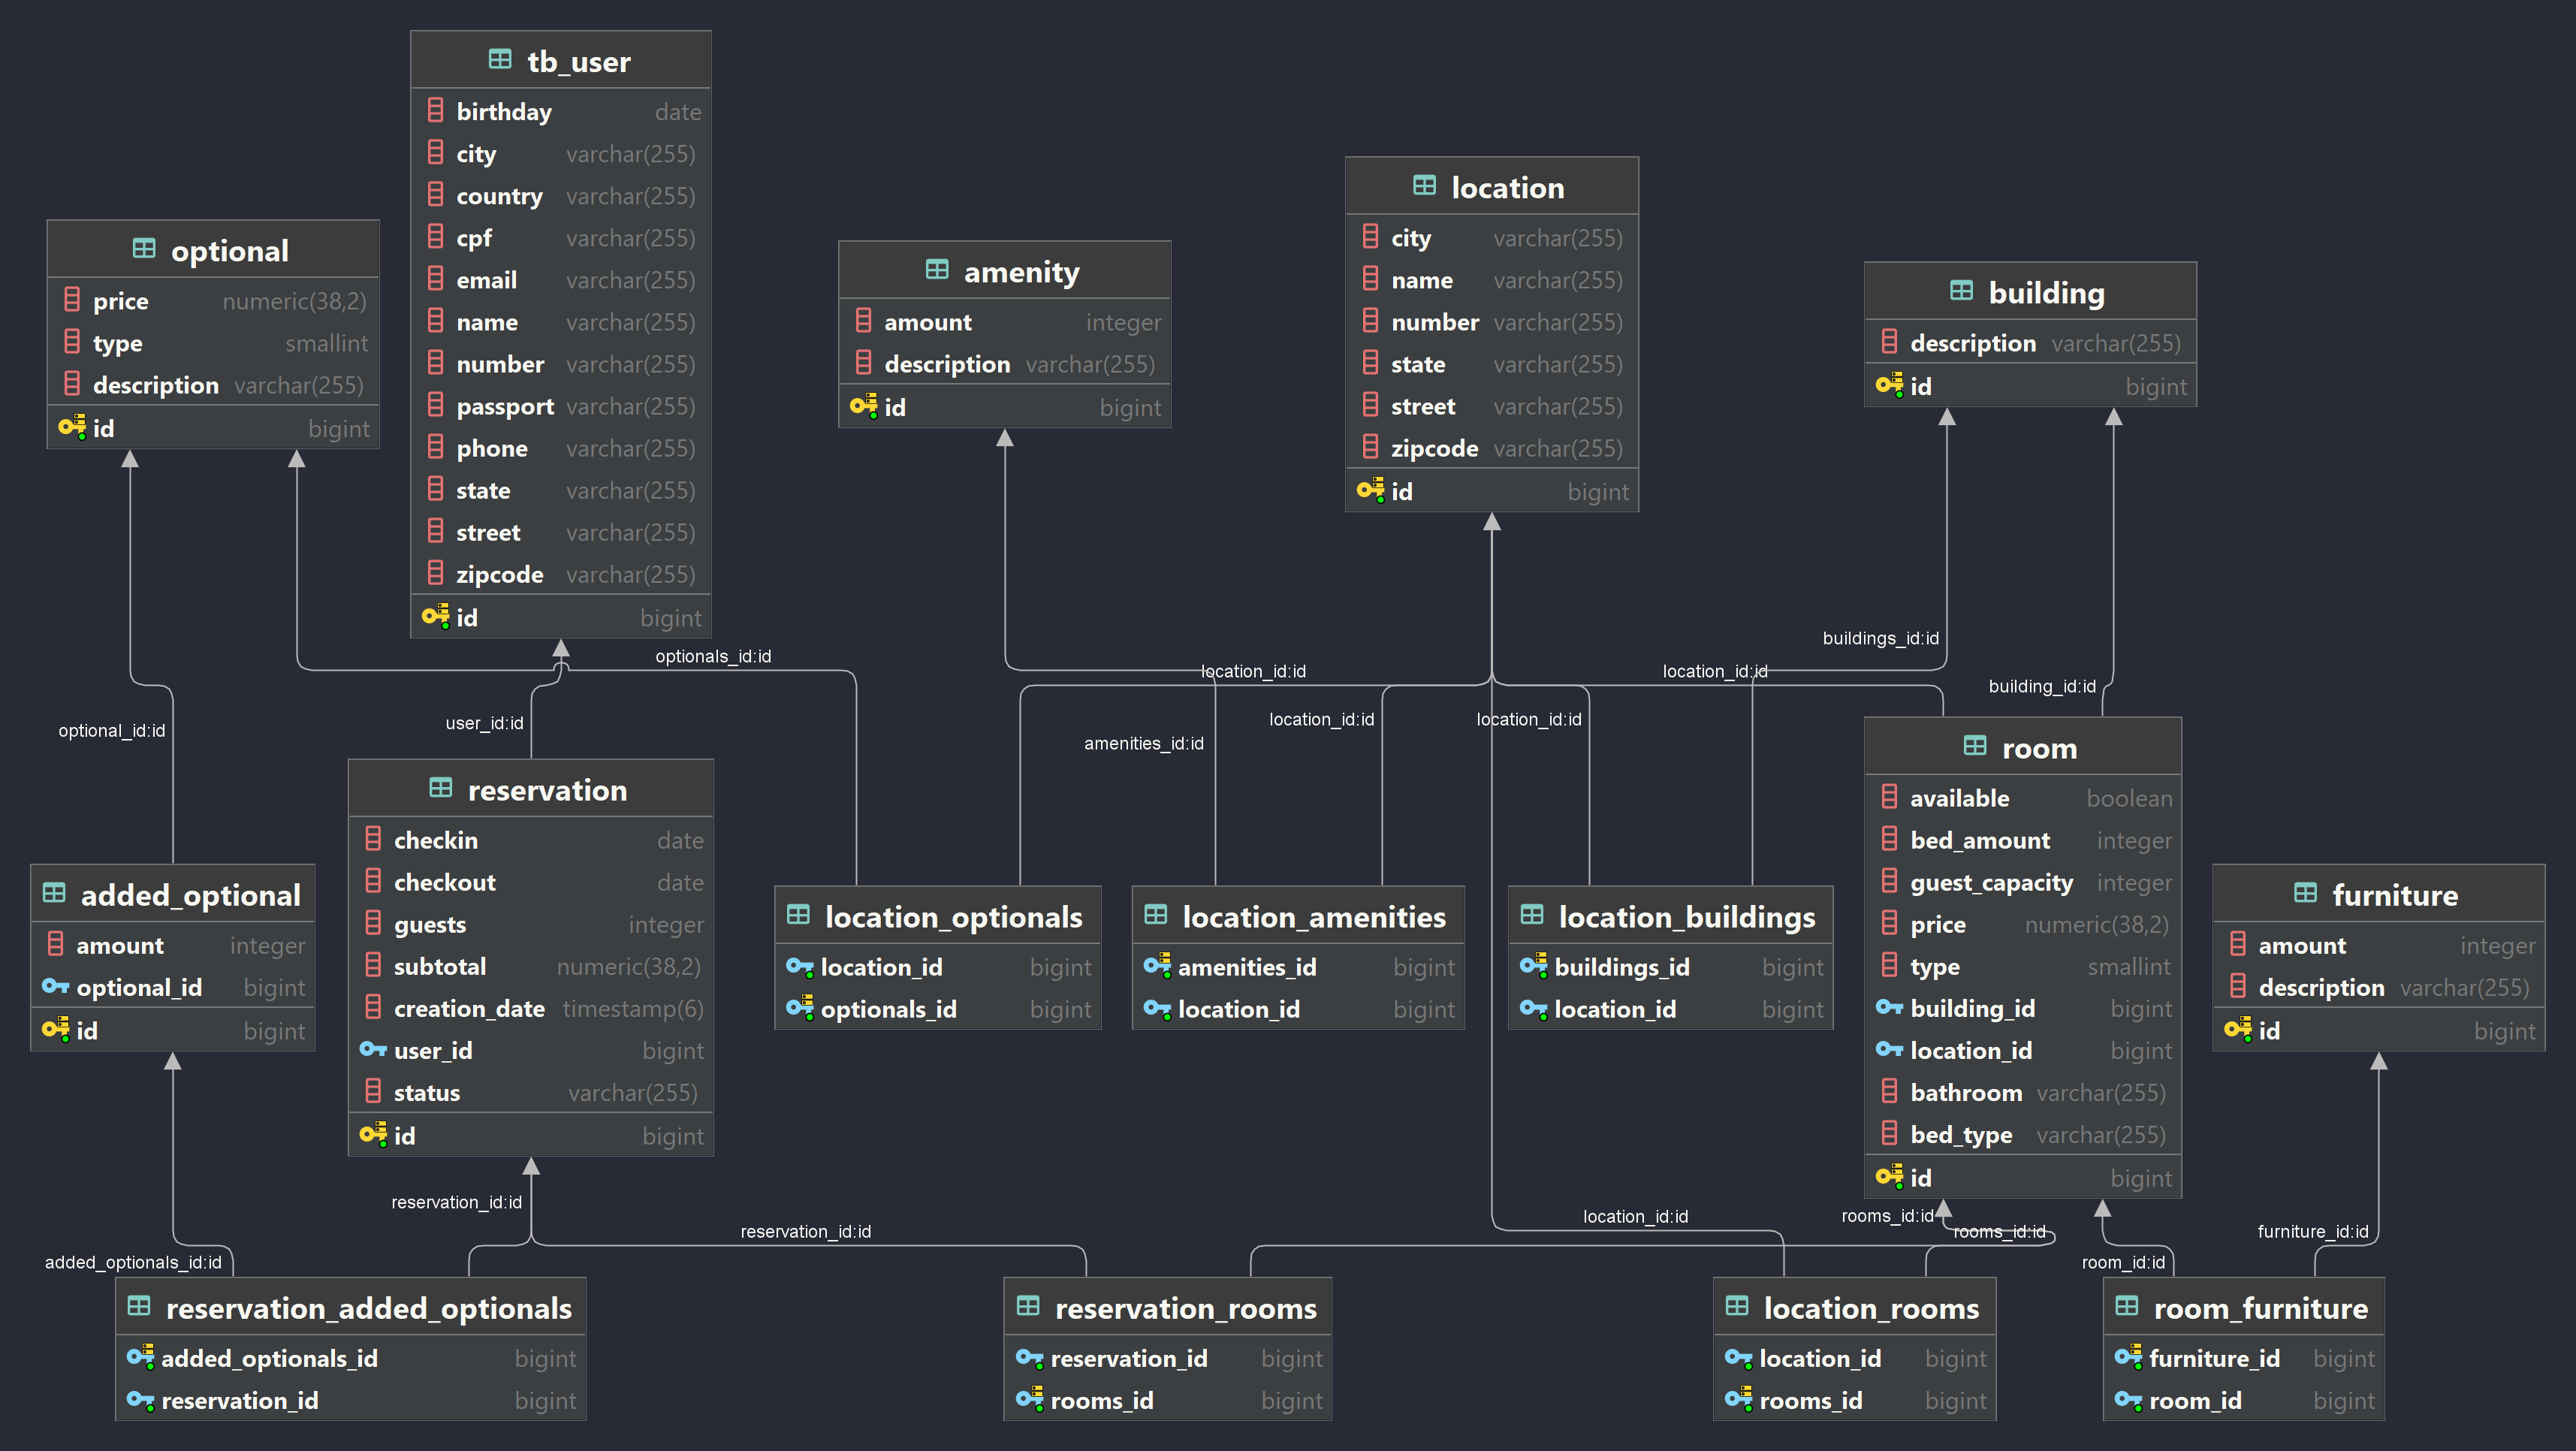 tb_user
birthday date
city varchar(255)
country varchar(255)
cpf varchar(255)
email varchar(255)
name varchar(255)
number varchar(255)
passport varchar(255)
phone varchar(255)
state varchar(255)
street varchar(255)
zipcode varchar(255)
id bigint
location
city varchar(255)
name varchar(255)
number varchar(255)
state varchar(255)
street varchar(255)
zipcode varchar(255)
id bigint
optional
price numeric(38,2)
type smallint
description varchar(255)
id bigint
amenity
amount integer
description varchar(255)
id bigint
building
description varchar(255)
id bigint
buildings_id:id
optionals_id:id
location_id:id
location_id:id
building_id:id
location_id:id
location_id:id
user_id:id
optional_id:id
amenities_id:id
room
available boolean
bed_amount integer
guest_capacity integer
price numeric(38,2)
type smallint
building_id bigint
location_id bigint
bathroom varchar(255)
bed_type varchar(255)
id bigint
reservation
checkin date
checkout date
guests integer
subtotal numeric(38,2)
creation_date timestamp(6)
user_id bigint
status varchar(255)
id bigint
added_optional
amount integer
optional_id bigint
id bigint
furniture
amount integer
description varchar(255)
id bigint
location_optionals
location_id bigint
optionals_id bigint
location_amenities
amenities_id bigint
location_id bigint
location_buildings
buildings_id bigint
location_id bigint
reservation_id:id
location_id:id
rooms_id:id
reservation_id:id
rooms_id:id
furniture_id:id
added_optionals_id:id
room_id:id
reservation_added_optionals
added_optionals_id bigint
reservation_id bigint
reservation_rooms
reservation_id bigint
rooms_id bigint
location_rooms
location_id bigint
rooms_id bigint
room_furniture
furniture_id bigint
room_id bigint